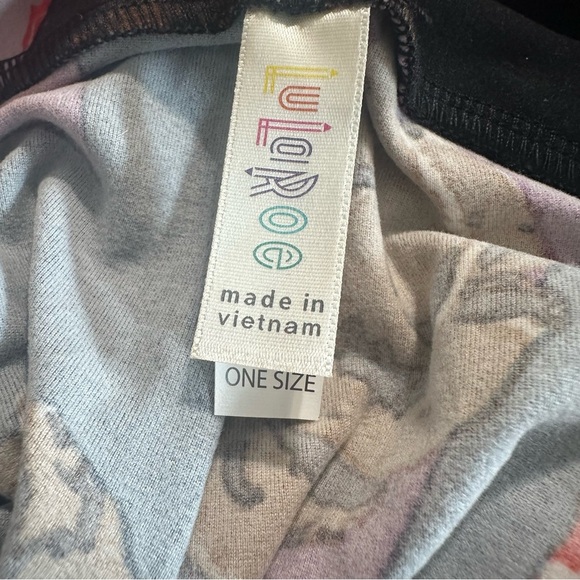 LuLaRoe
made in
vietnam
ONE SIZE